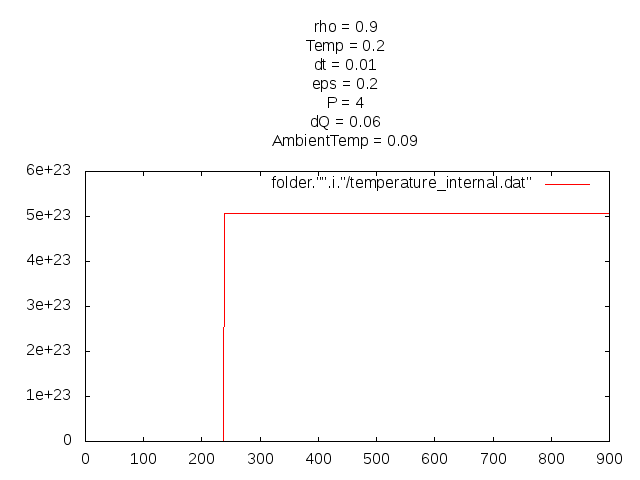 rho = 0.9
Temp = 0.2
dt = 0.01
eps = 0.2
P = 4
dQ = 0.06
AmbientTemp = 0.09
6e+23
folder."".i."/temperature_internal.dat"
5e+23
4e+23
3e+23
2e+23
1e+23
0
0 100 200 300 400 500 600 700 800 900